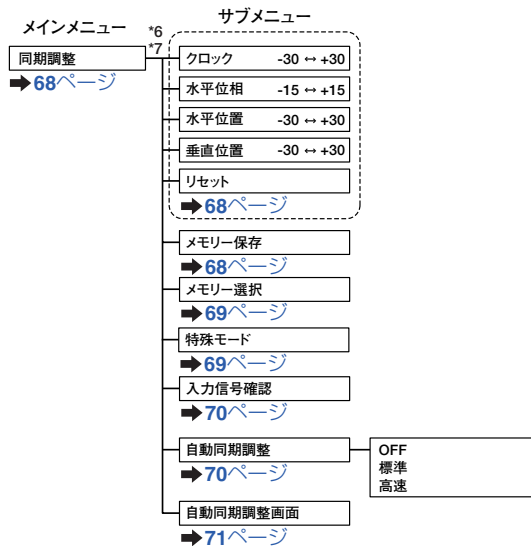 メインメニュー
サブメニュー
*6
*7
同期調整
➡68ページ
クロック -30 ↔ +30
水平位相 -15 ↔ +15
水平位置 -30 ↔ +30
垂直位置 -30 ↔ +30
リセット
➡68ページ
メモリー保存
➡68ページ
メモリー選択
➡69ページ
特殊モード
➡69ページ
入力信号確認
➡70ページ
自動同期調整
➡70ページ
OFF
標準
高速
自動同期調整画面
➡71ページ